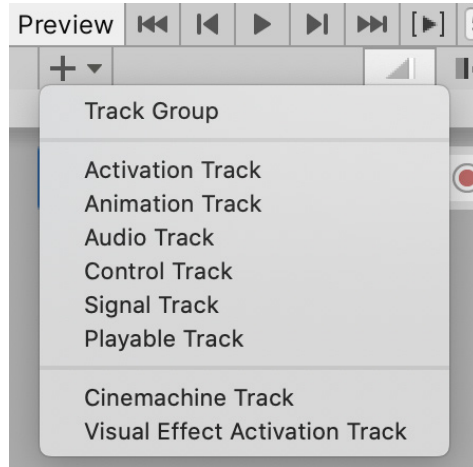 Preview
Track Group
Activation Track
Animation Track
Audio Track
Control Track
Signal Track
Playable Track
Cinemachine Track
Visual Effect Activation Track